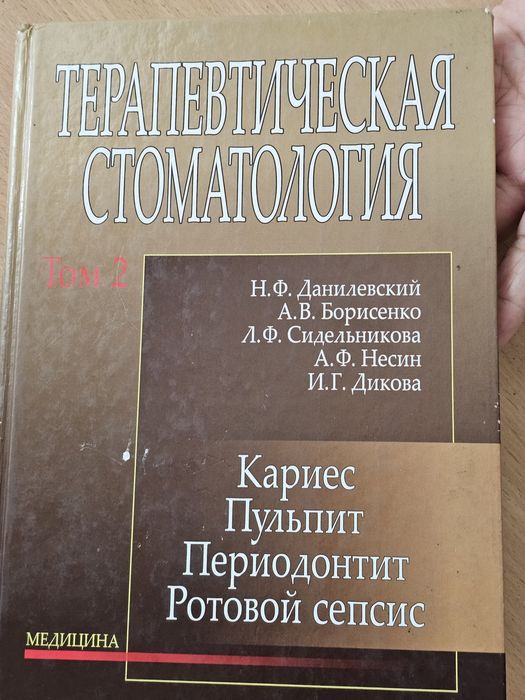 ТЕРАПЕВТИЧЕСКАЯ
СТОМАТОЛОГИЯ
Том 2
Н.Ф. Данилевский
А.В. Борисенко
Л.Ф. Сидельникова
А.Ф. Несин
И.Г. Дикова
Кариес
Пульпит
Периодонтит
Ротовой сепсис
МЕДИЦИНА